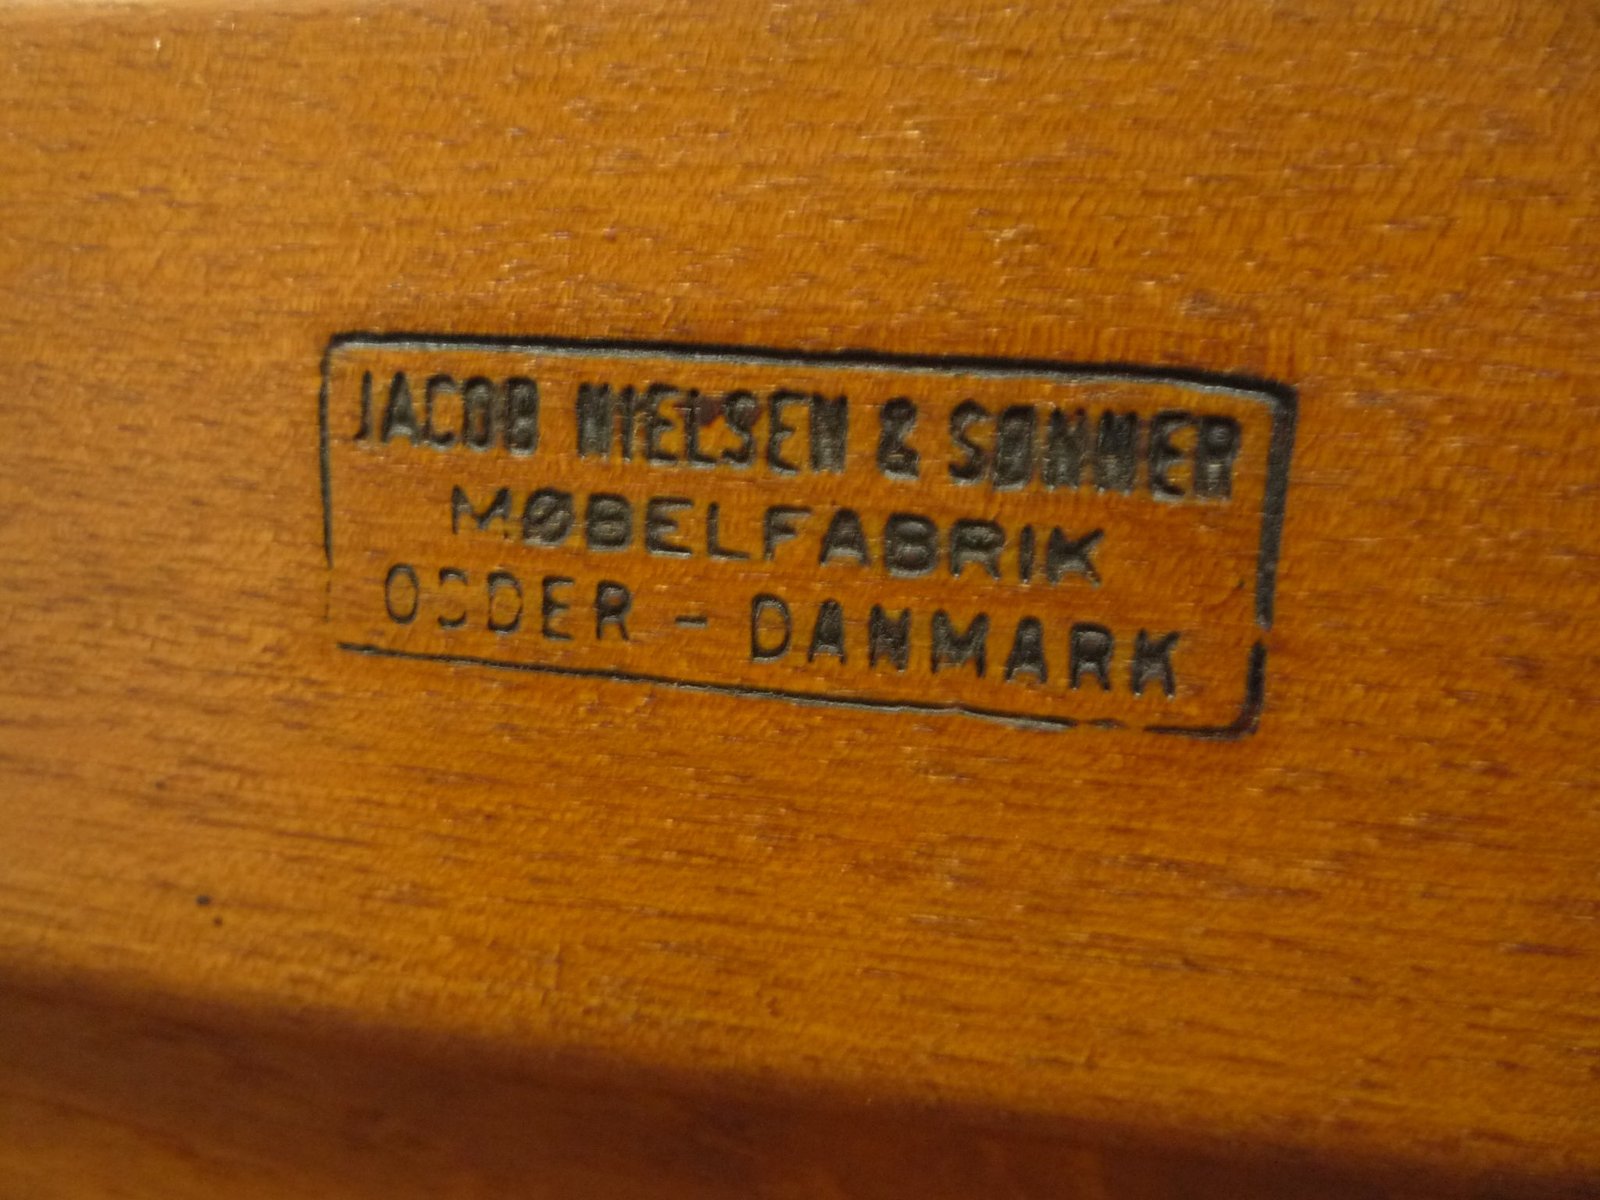 JACOB NIELSEN & SØNNER
MØBELFABRIK
ODDER - DANMARK